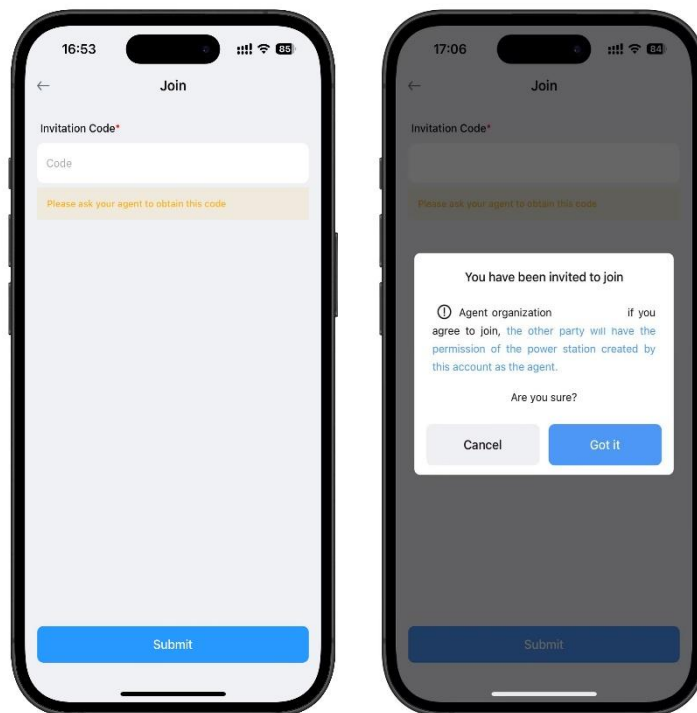 16:53
85
Join
Invitation Code*
Code
Please ask your agent to obtain this code
Submit
17:06
84
Join
Invitation Code*
Please ask your agent to obtain this code
You have been invited to join
Agent organization if you
agree to join, the other party will have the
permission of the power station created by
this account as the agent.
Are you sure?
Cancel
Got it
Submit